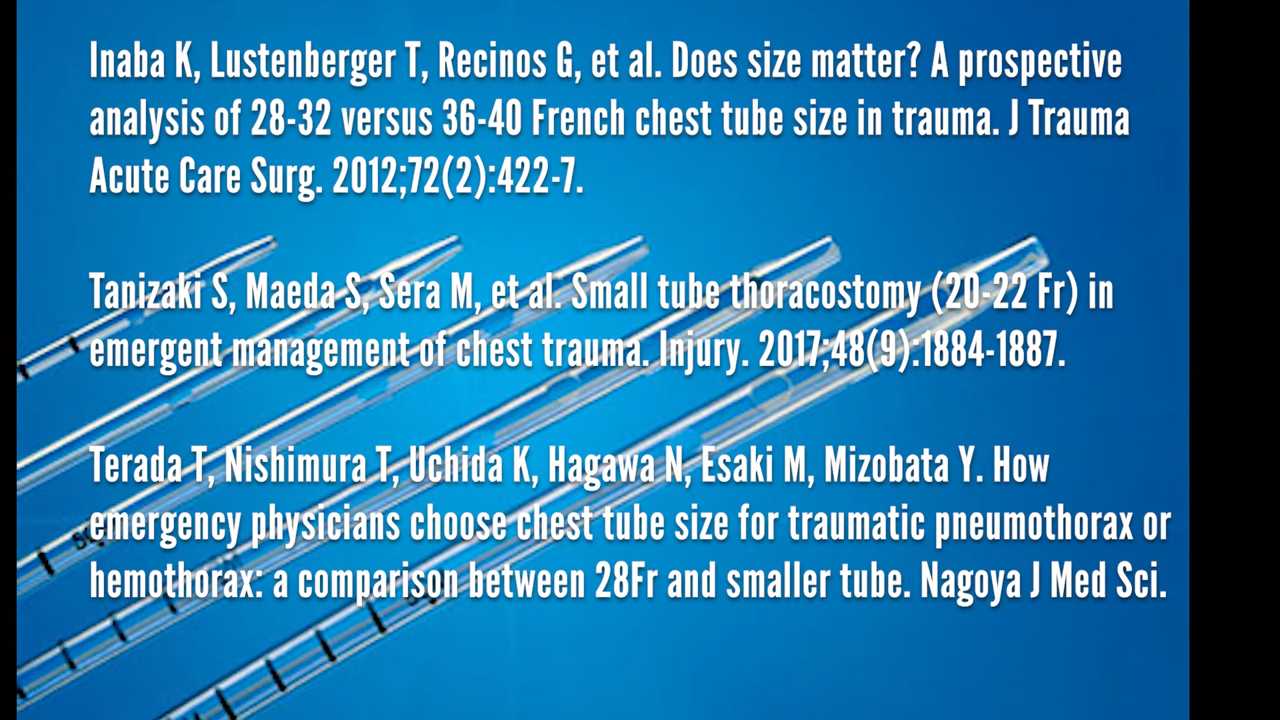 Inaba K, Lustenberger T, Recinos G, et al. Does size matter? A prospective
analysis of 28-32 versus 36-40 French chest tube size in trauma. J Trauma
Acute Care Surg. 2012;72(2):422-7.
Tanizaki S, Maeda S, Sera M, et al. Small tube thoracostomy (20-22 Fr) in
emergent management of chest trauma. Injury. 2017;48(9):1884-1887.
Terada T, Nishimura T, Uchida K, Hagawa N, Esaki M, Mizobata Y. How
emergency physicians choose chest tube size for traumatic pneumothorax or
hemothorax: a comparison between 28Fr and smaller tube. Nagoya J Med Sci.